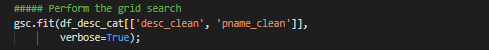 ##### Perform the grid search
gsc.fit(df_desc_cat[['desc_clean', 'pname_clean']],
verbose=True);